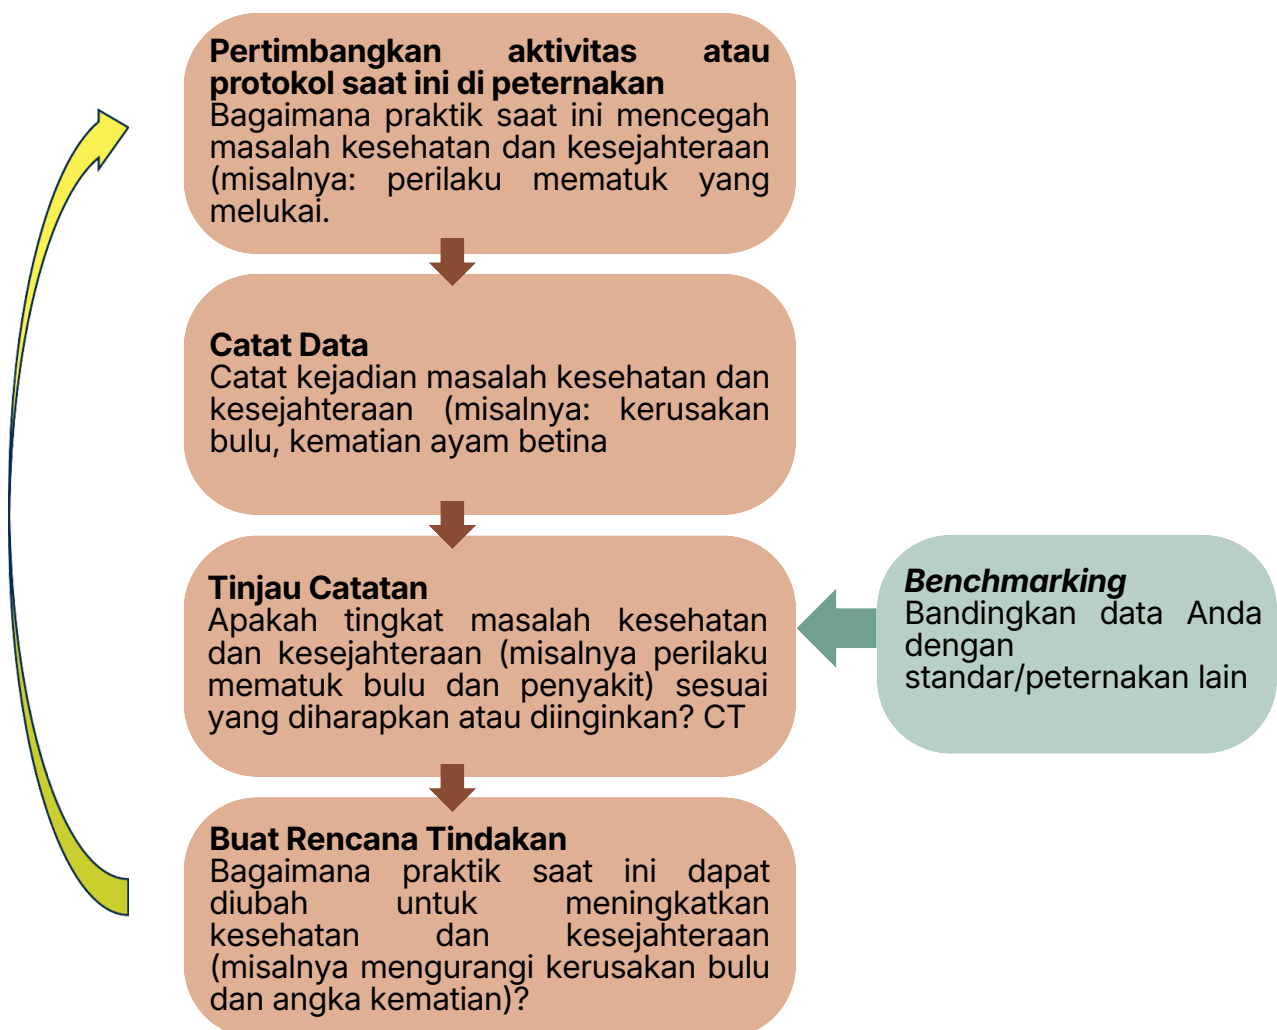 Pertimbangkan aktivitas atau
protokol saat ini di peternakan
Bagaimana praktik saat ini mencegah
masalah kesehatan dan kesejahteraan
(misalnya: perilaku mematuk yang
melukai.
Catat Data
Catat kejadian masalah kesehatan dan
kesejahteraan (misalnya: kerusakan
bulu, kematian ayam betina
Tinjau Catatan
Apakah tingkat masalah kesehatan
dan kesejahteraan (misalnya perilaku
mematuk bulu dan penyakit) sesuai
yang diharapkan atau diinginkan? CT
Benchmarking
Bandingkan data Anda
dengan
standar/peternakan lain
Buat Rencana Tindakan
Bagaimana praktik saat ini dapat
diubah untuk meningkatkan
kesehatan dan kesejahteraan
(misalnya mengurangi kerusakan bulu
dan angka kematian)?